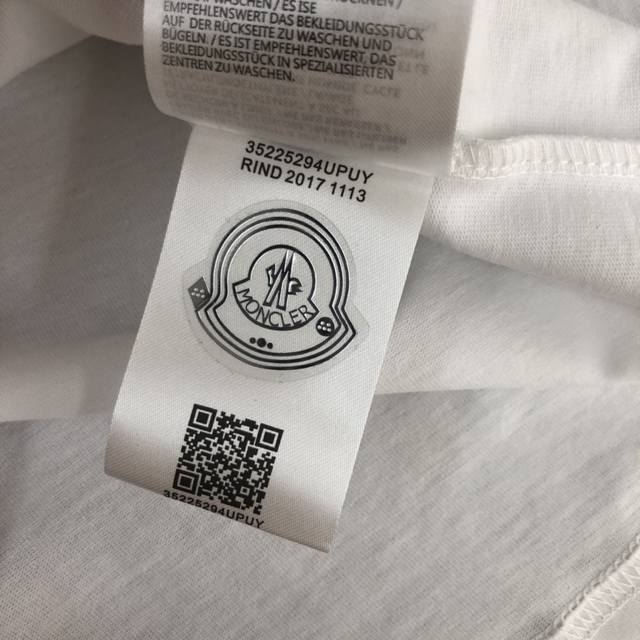 EMPFEHLENSWERT DAS BEKLEIDUNGSSTÜCK
AUF DER RÜCKSEITE ZU WASCHEN UND
BÜGELN. / ES IST EMPFEHLENSWERT, DAS
BEKLEIDUNGSSTÜCK IN SPEZIALISIERTEN
ZENTREN ZU WASCHEN.
35225294UPUY
RIND 2017 1113
MONCLER
35225294UPUY